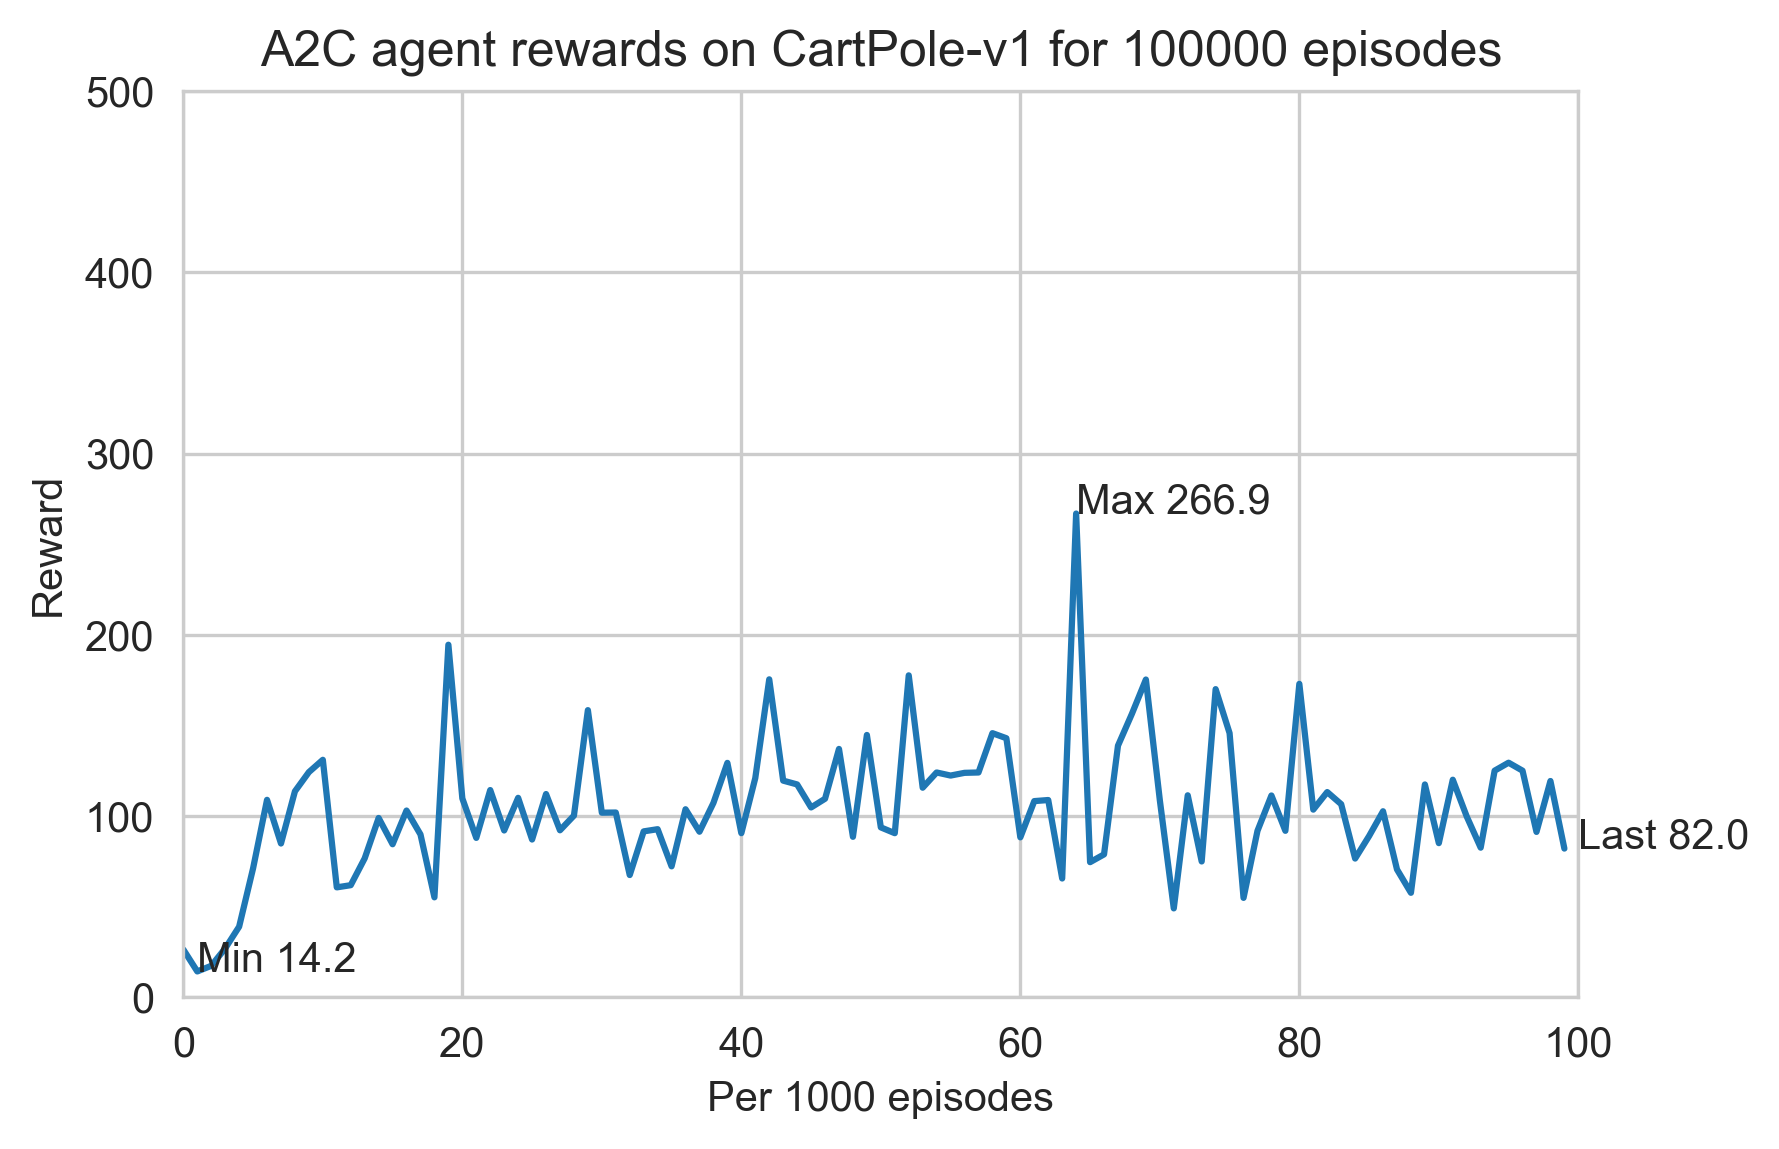 A2C agent rewards on CartPole-v1 for 100000 episodes
500
400
300
200
100
0
Reward
Max 266.9
Last 82.0
Min 14.2
0 20 40 60 80 100
Per 1000 episodes